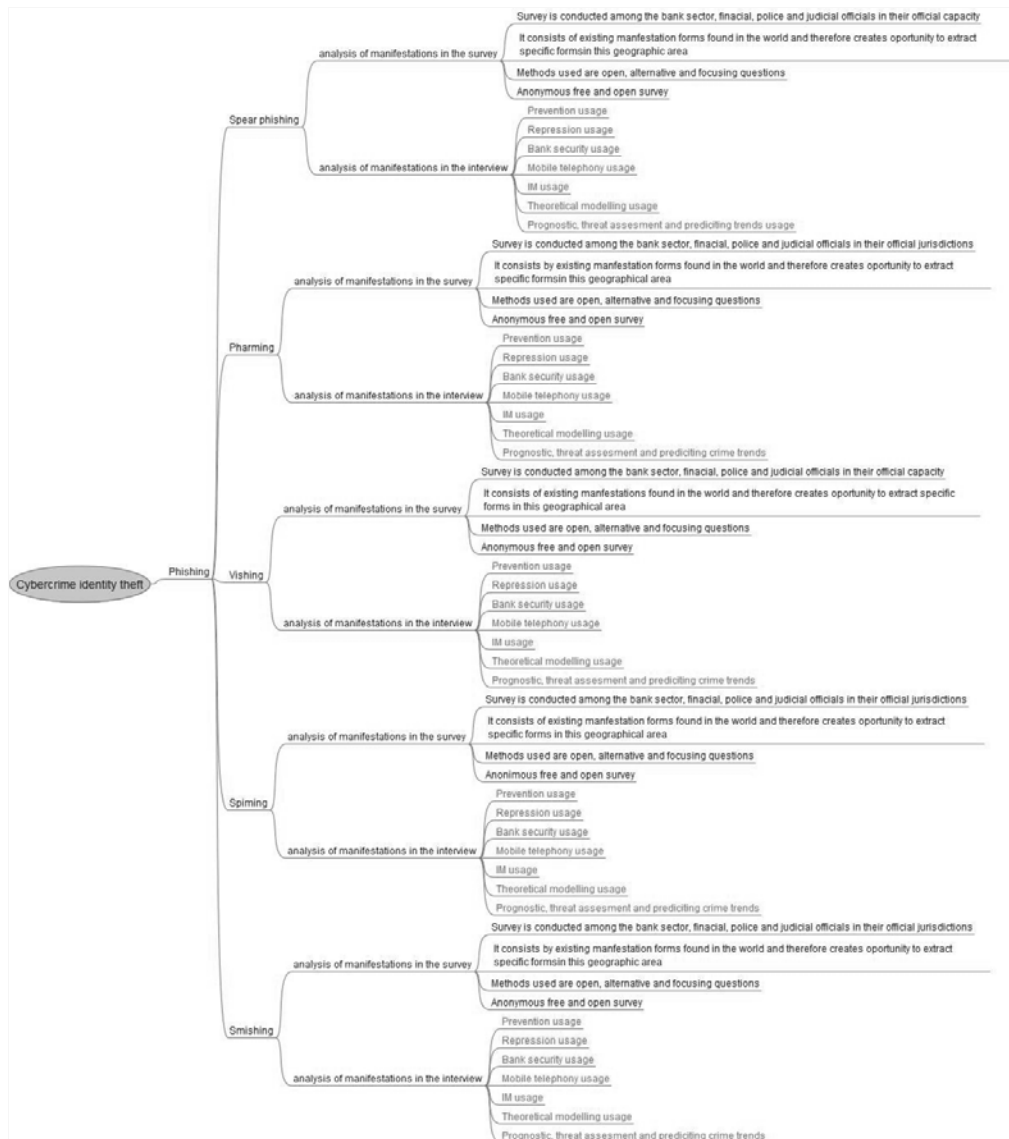 Survey is conducted among the bank sector, finacial, police and judicial officials in their official capacity
It consists of existing manfestation forms found in the world and therefore creates oportunity to extract
specific formsin this geographic area
analysis of manifestations in the survey
Methods used are open, alternative and focusing questions
Anonymous free and open survey
Spear phishing
Prevention usage
Repression usage
Bank security usage
analysis of manifestations in the interview
Mobile telephony usage
IM usage
Theoretical modelling usage
Prognostic, threat assesment and prediciting trends usage
Survey is conducted among the bank sector, finacial, police and judicial officials in their official jurisdictions
It consists by existing manfestation forms found in the world and therefore creates oportunity to extract
specific formsin this geographical area
analysis of manifestations in the survey
Methods used are open, alternative and focusing questions
Anonymous free and open survey
Pharming
Prevention usage
Repression usage
Bank security usage
analysis of manifestations in the interview
Mobile telephony usage
IM usage
Theoretical modelling usage
Prognostic, threat assesment and prediciting crime trends
Survey is conducted among the bank sector, finacial, police and judicial officials in their official capacity
It consists of existing manfestations found in the world and therefore creates oportunity to extract specific
forms in this geographical area
analysis of manifestations in the survey
Methods used are open, alternative and focusing questions
Anonymous free and open survey
Cybercrime identity theft
Phishing
Vishing
Prevention usage
Repression usage
Bank security usage
analysis of manifestations in the interview
Mobile telephony usage
IM usage
Theoretical modelling usage
Prognostic, threat assesment and prediciting crime trends
Survey is conducted among the bank sector, finacial, police and judicial officials in their official jurisdictions
It consists of existing manfestation forms found in the world and therefore creates oportunity to extract
specific forms in this geographical area
analysis of manifestations in the survey
Methods used are open, alternative and focusing questions
Anonimous free and open survey
Spiming
Prevention usage
Repression usage
Bank security usage
analysis of manifestations in the interview
Mobile telephony usage
IM usage
Theoretical modelling usage
Prognostic, threat assesment and prediciting crime trends
Survey is conducted among the bank sector, finacial, police and judicial officials in their official jurisdictions
It consists by existing manfestation forms found in the world and therefore creates oportunity to extract
specific formsin this geographic area
analysis of manifestations in the survey
Methods used are open, alternative and focusing questions
Anonymous free and open survey
Smishing
Prevention usage
Repression usage
Bank security usage
analysis of manifestations in the interview
Mobile telephony usage
IM usage
Theoretical modelling usage
Prognostic, threat assesment and prediciting crime trends